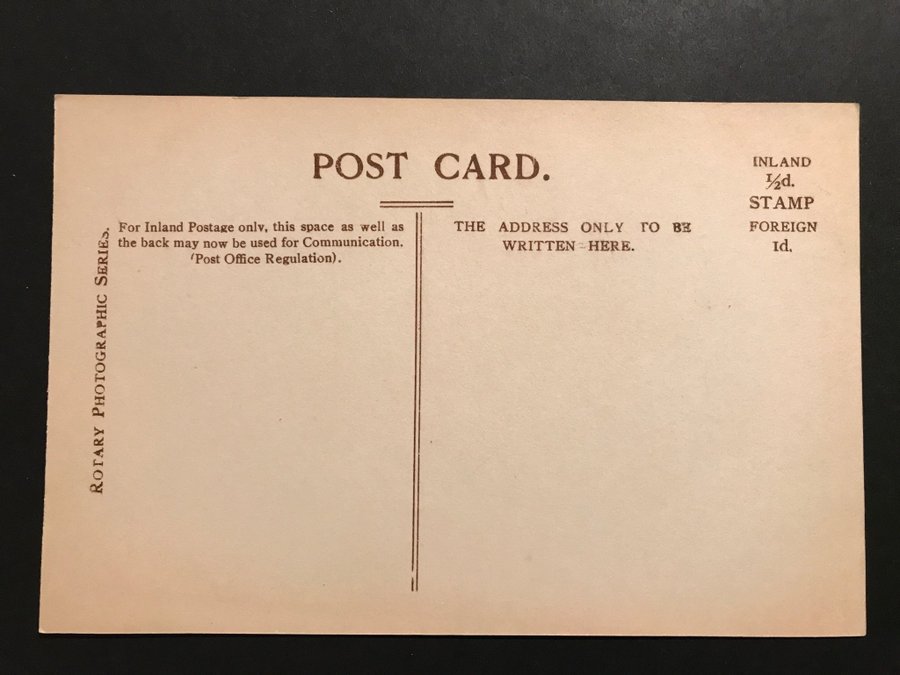 POST CARD.
INLAND
½d.
STAMP
FOREIGN
1d.
For Inland Postage only, this space as well as
the back may now be used for Communication.
(Post Office Regulation).
THE ADDRESS ONLY TO BE
WRITTEN HERE.
ROTARY PHOTOGRAPHIC SERIES.